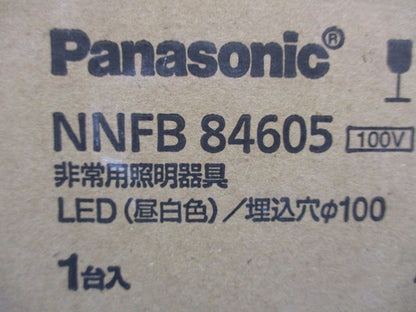 Panasonic®
NNFB 84605 100V
非常用照明器具
LED(昼白色)/埋込穴φ100
1台入